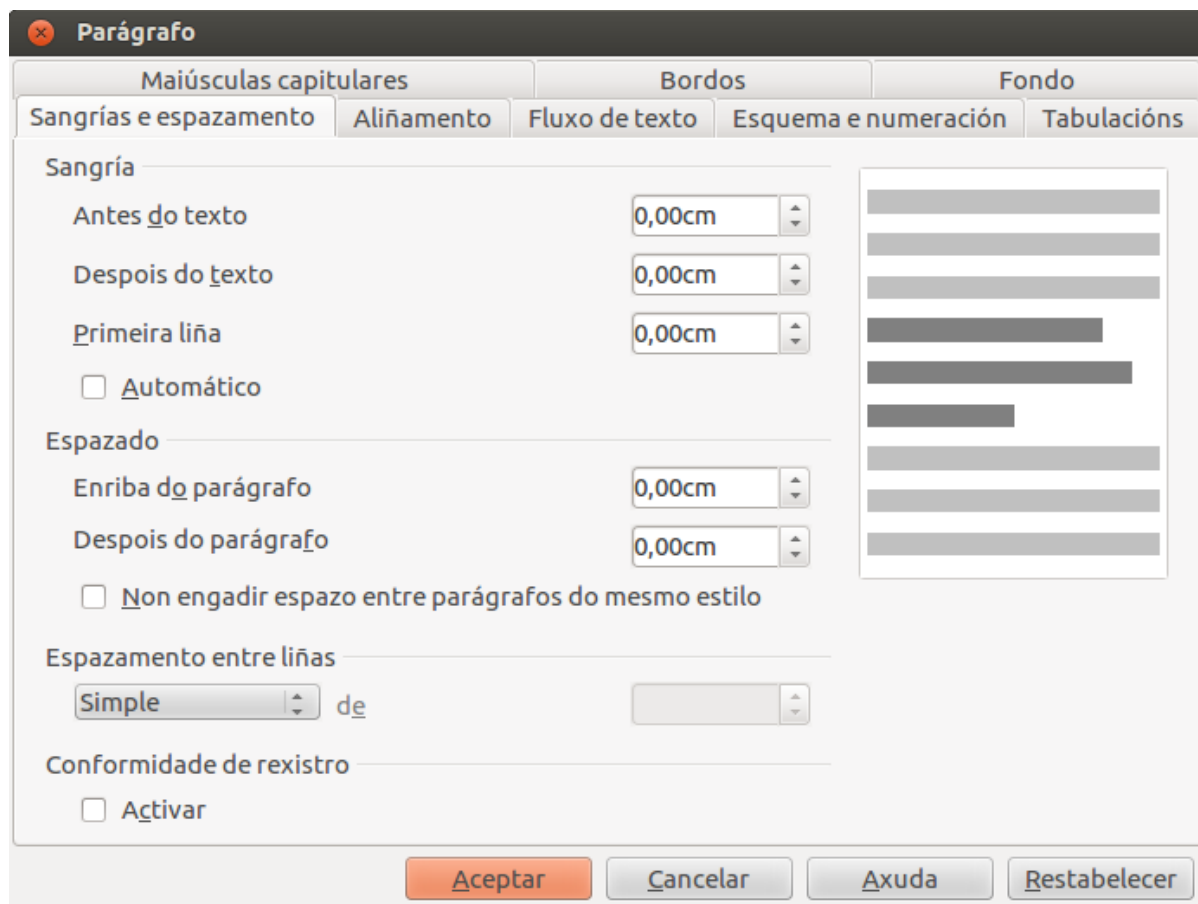 Parágrafo
Maiúsculas capitulares Bordos Fondo
Sangrías e espazamento Aliñamento Fluxo de texto Esquema e numeración Tabulacións
Sangría
Antes do texto 0,00cm
Despois do texto 0,00cm
Primeira liña 0,00cm
Automático
Espazado
Enriba do parágrafo 0,00cm
Despois do parágrafo 0,00cm
Non engadir espazo entre parágrafos do mesmo estilo
Espazamento entre liñas
Simple de
Conformidade de rexistro
Activar
Aceptar Cancelar Axuda Restabelecer